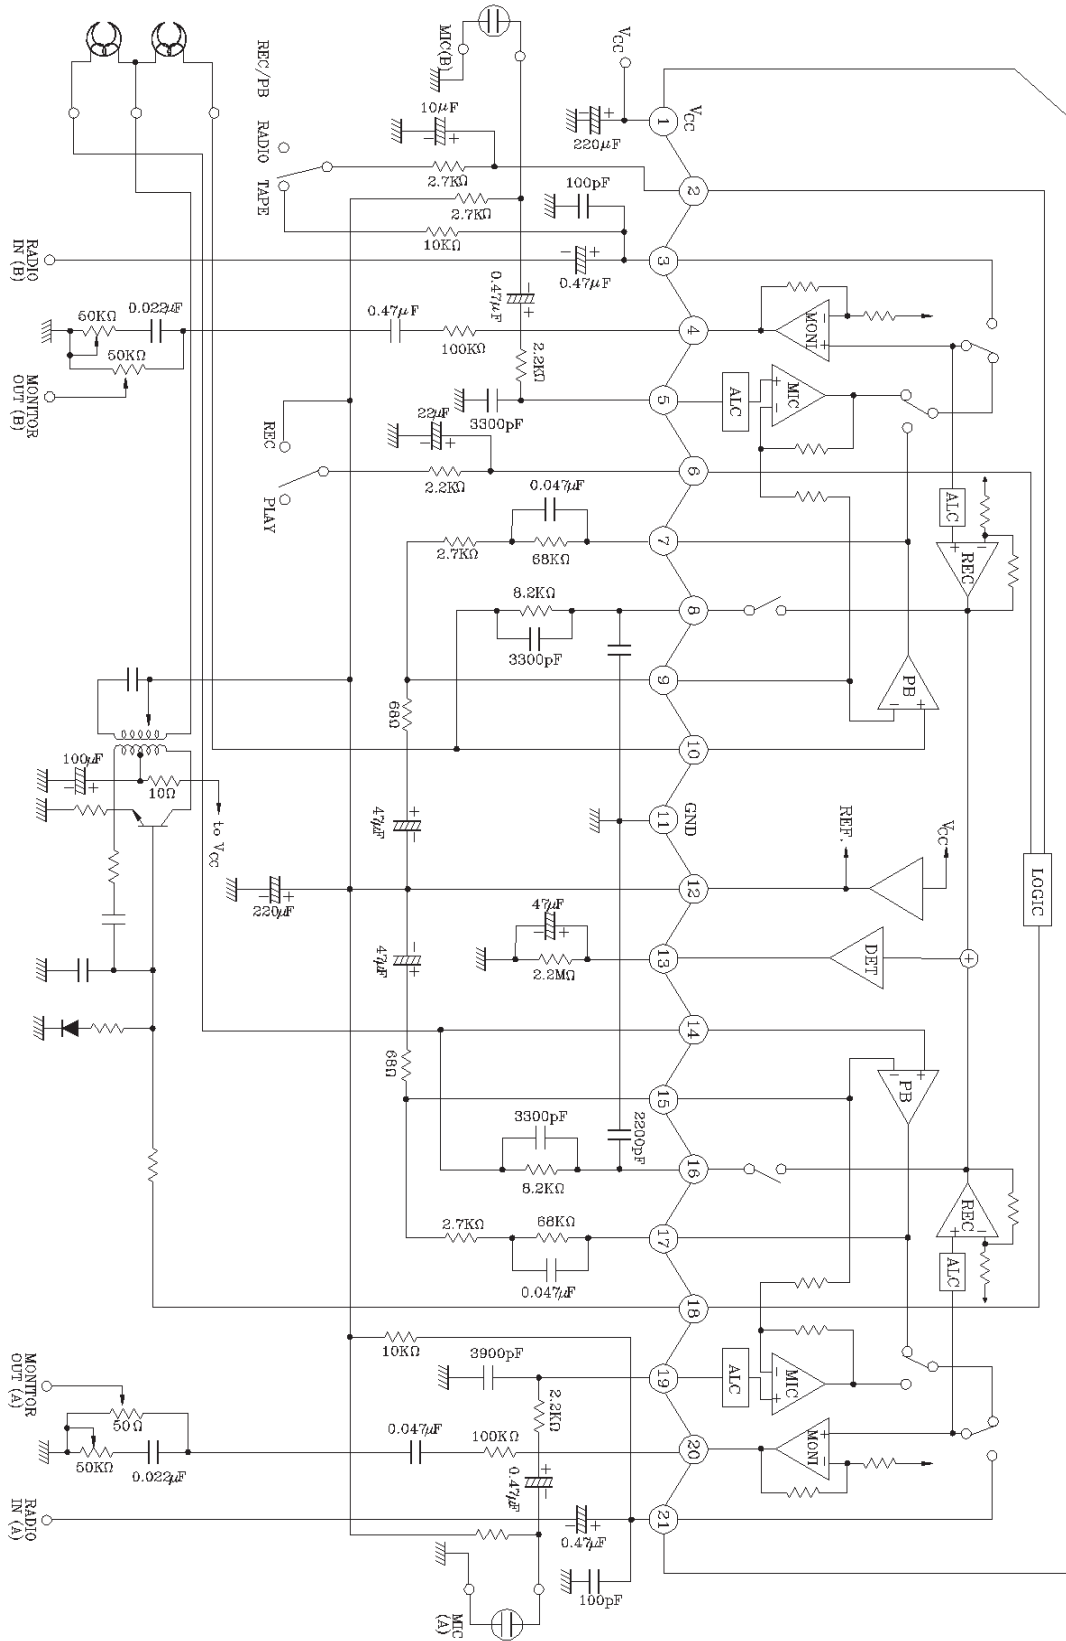 MIC(B)
REC/PB
RADIO
TAPE
VCC
VCC
1
220µF
10µF
2.7KΩ
2
100pF
2.7KΩ
10KΩ
RADIO
IN (B)
0.47µF
3
0.47µF
50KΩ
0.022µF
0.47µF
100KΩ
4
MONI
50KΩ
MONITOR
OUT (B)
2.2KΩ
ALC
MIC
3300pF
5
REC
22µF
2.2KΩ
6
PLAY
0.047µF
ALC
2.7KΩ
68KΩ
7
REC
8.2KΩ
8
3300pF
9
PB
68Ω
10
100µF
10Ω
to VCC
47µF
11
GND
REF.
VCC
220µF
12
LOGIC
47µF
47µF
2.2MΩ
13
DET
14
68Ω
15
PB
3300pF
2200pF
8.2KΩ
16
2.7KΩ
68KΩ
17
REC
0.047µF
ALC
18
10KΩ
3900pF
19
ALC
MIC
MONITOR
OUT (A)
50Ω
2.2KΩ
0.047µF
100KΩ
20
MONI
50KΩ
0.022µF
0.47µF
RADIO
IN (A)
0.47µF
21
100pF
MIC
(A)